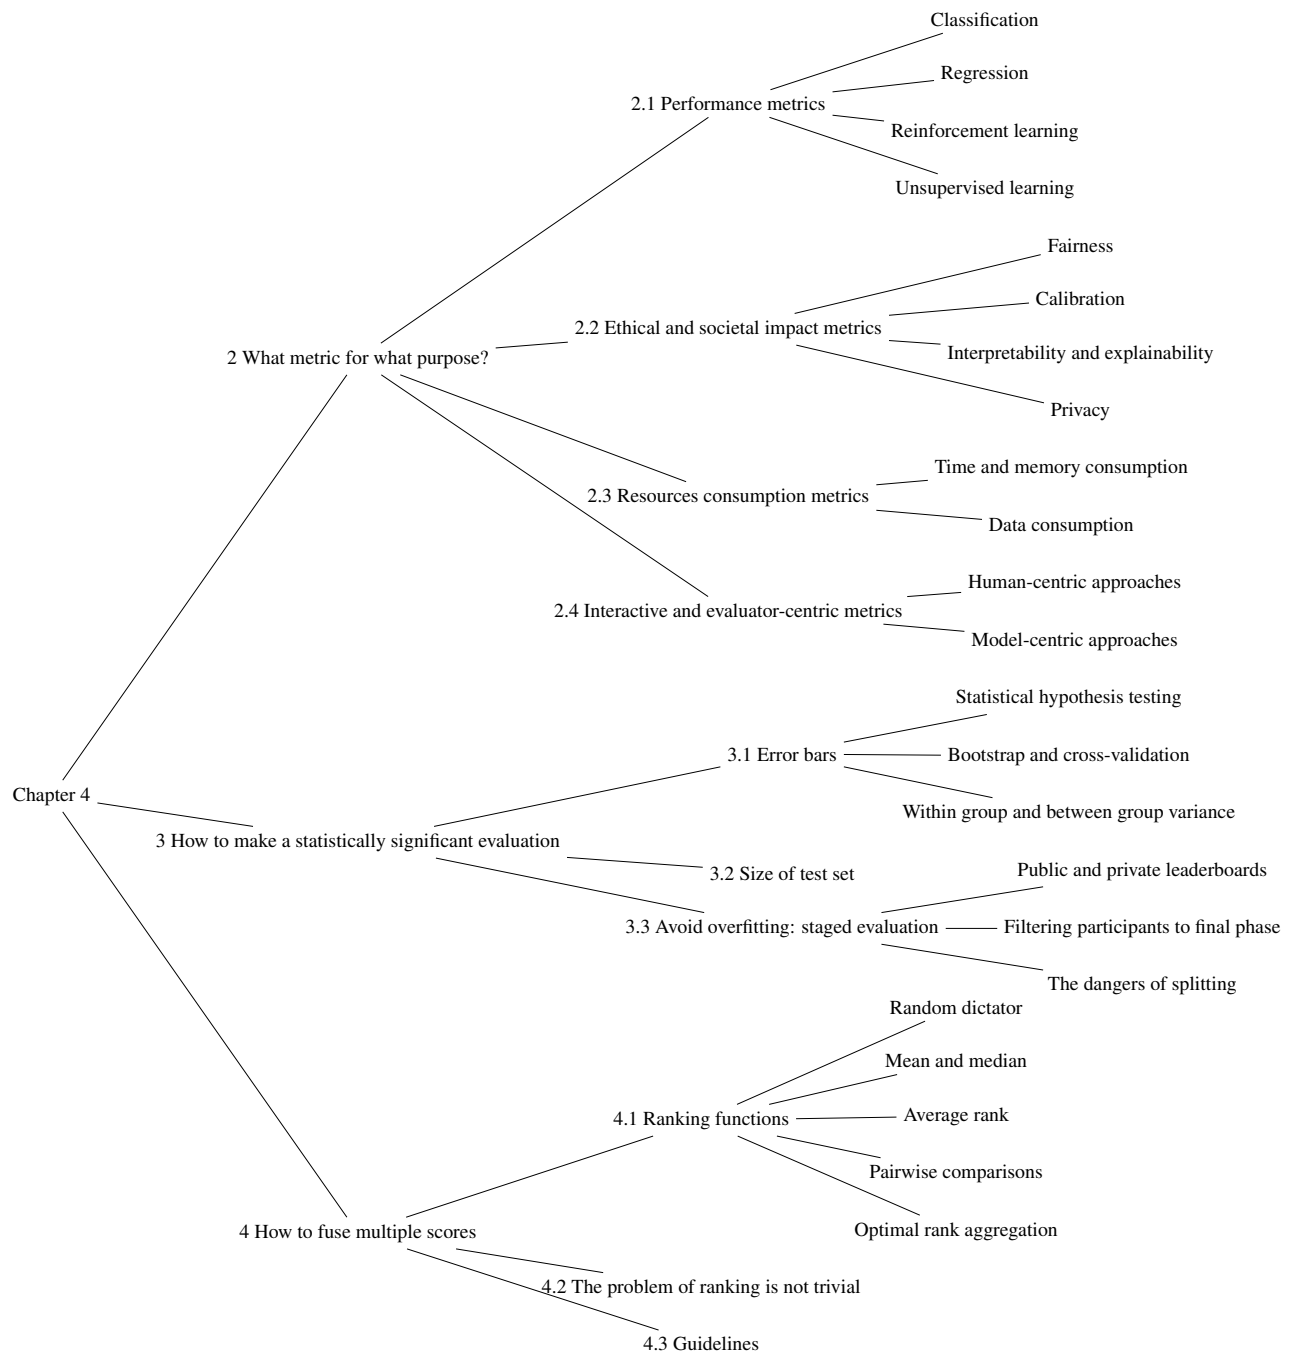 Classification
Regression
2.1 Performance metrics
Reinforcement learning
Unsupervised learning
Fairness
Calibration
2.2 Ethical and societal impact metrics
Interpretability and explainability
2 What metric for what purpose?
Privacy
Time and memory consumption
2.3 Resources consumption metrics
Data consumption
Human-centric approaches
2.4 Interactive and evaluator-centric metrics
Model-centric approaches
Statistical hypothesis testing
3.1 Error bars
Bootstrap and cross-validation
Chapter 4
Within group and between group variance
3 How to make a statistically significant evaluation
3.2 Size of test set
Public and private leaderboards
3.3 Avoid overfitting: staged evaluation
Filtering participants to final phase
The dangers of splitting
Random dictator
Mean and median
4.1 Ranking functions
Average rank
Pairwise comparisons
Optimal rank aggregation
4 How to fuse multiple scores
4.2 The problem of ranking is not trivial
4.3 Guidelines